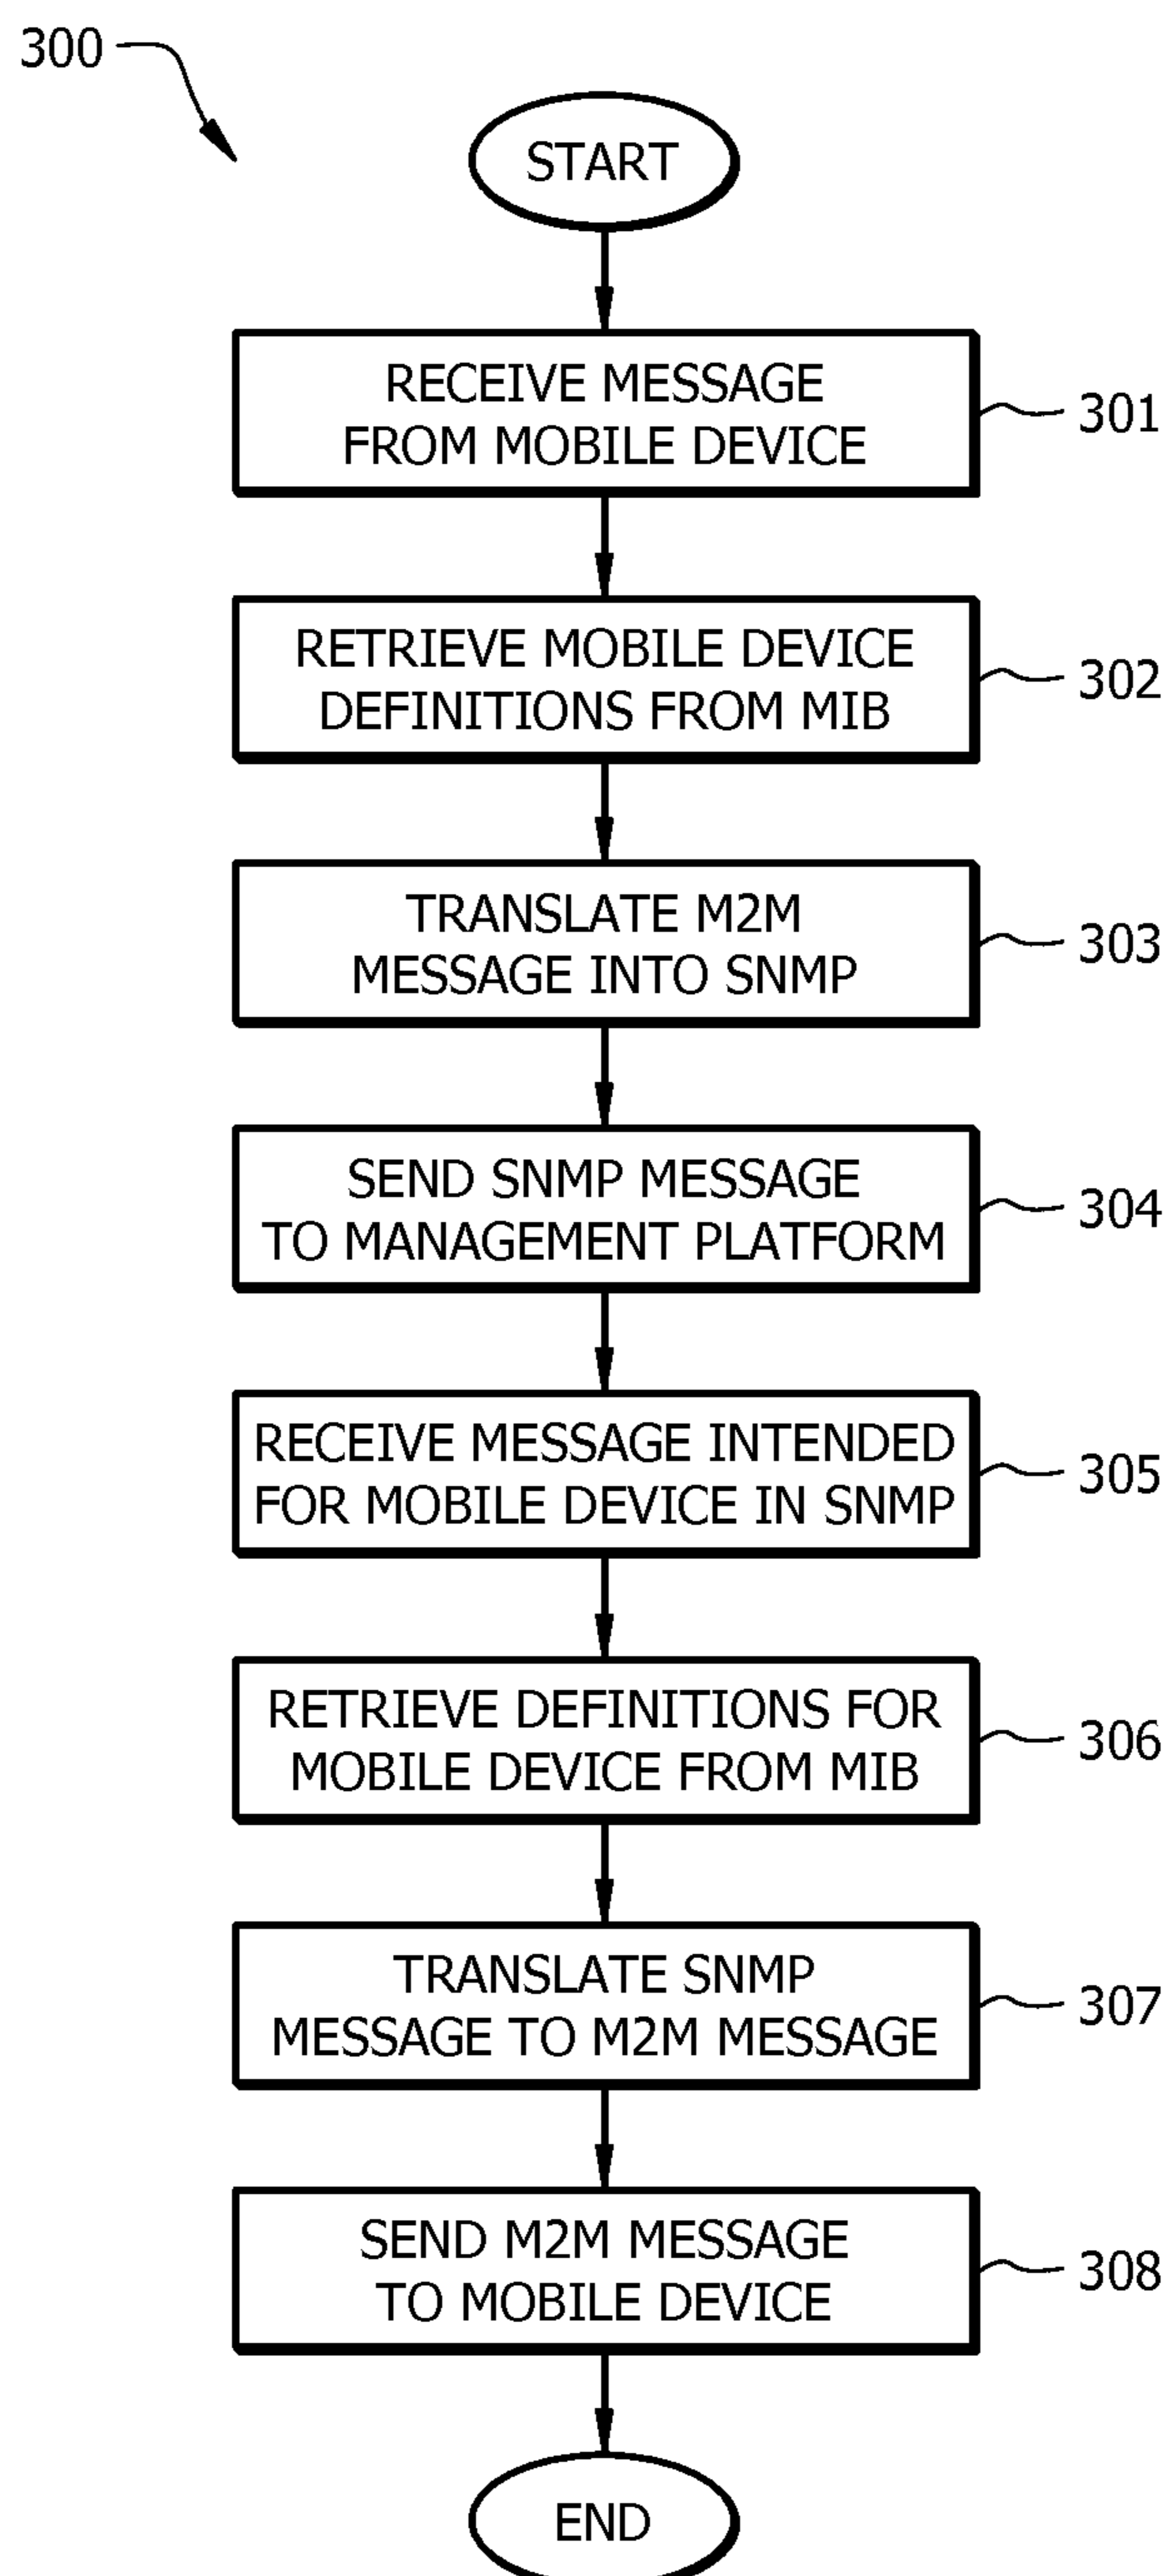 300
START
RECEIVE MESSAGE
FROM MOBILE DEVICE
301
RETRIEVE MOBILE DEVICE
DEFINITIONS FROM MIB
302
TRANSLATE M2M
MESSAGE INTO SNMP
303
SEND SNMP MESSAGE
TO MANAGEMENT PLATFORM
304
RECEIVE MESSAGE INTENDED
FOR MOBILE DEVICE IN SNMP
305
RETRIEVE DEFINITIONS FOR
MOBILE DEVICE FROM MIB
306
TRANSLATE SNMP
MESSAGE TO M2M MESSAGE
307
SEND M2M MESSAGE
TO MOBILE DEVICE
308
END